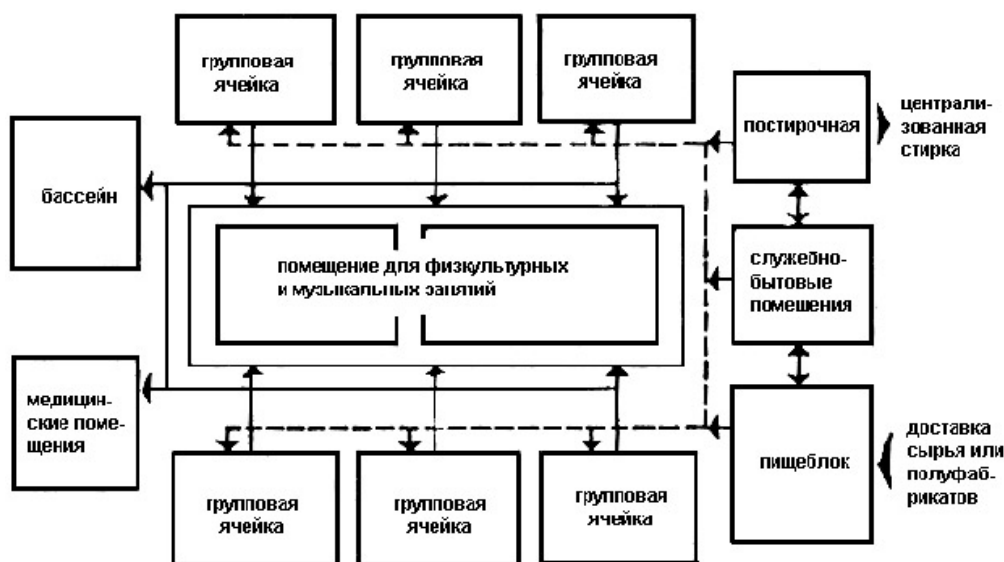 групповая
ячейка
групповая
ячейка
групповая
ячейка
постирочная
централи-
зованная
стирка
бассейн
помещение для физкультурных
и музыкальных занятий
служебно-
бытовые
помешения
медицин-
ские поме-
щения
групповая
ячейка
групповая
ячейка
групповая
ячейка
пищеблок
доставка
сырья или
полуфаб-
рикатов